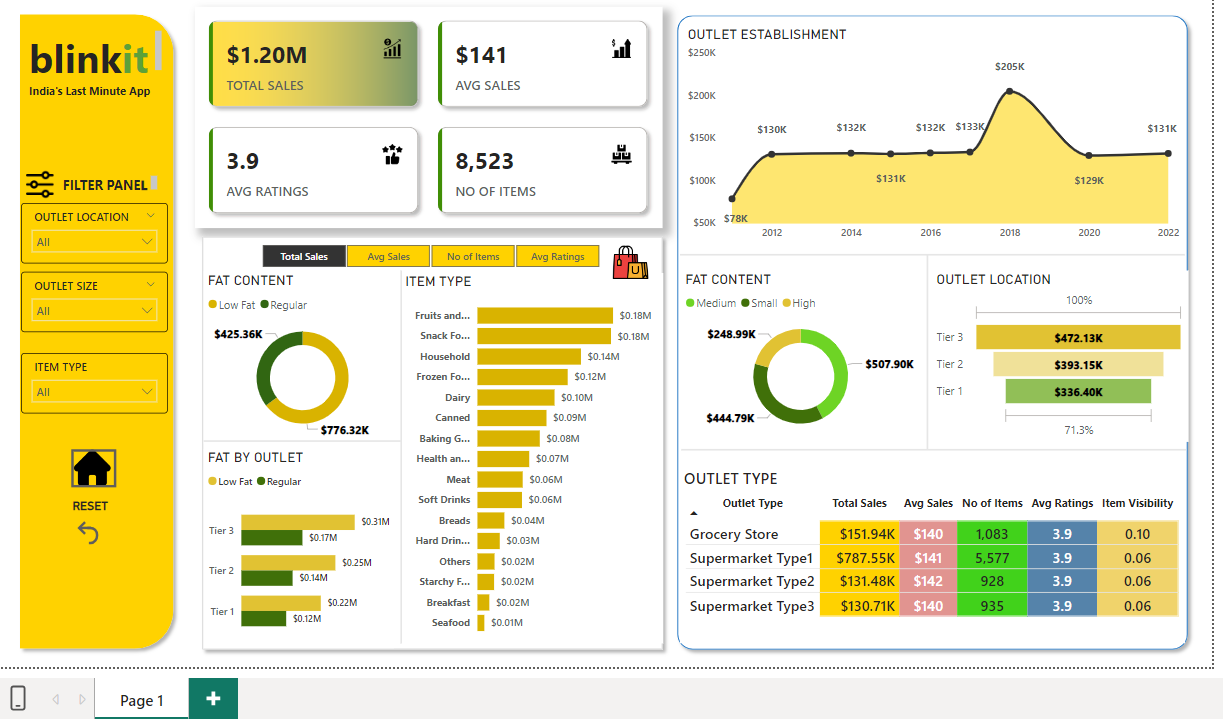 blinkit
India's Last Minute App
FILTER PANEL
OUTLET LOCATION
All
OUTLET SIZE
All
ITEM TYPE
All
RESET
$1.20M
TOTAL SALES
$141
AVG SALES
3.9
AVG RATINGS
8,523
NO OF ITEMS
Total Sales
Avg Sales
No of Items
Avg Ratings
FAT CONTENT
Low Fat Regular
$425.36K
$776.32K
FAT BY OUTLET
Low Fat Regular
Tier 3 $0.31M
$0.17M
Tier 2 $0.25M
$0.14M
Tier 1 $0.22M
$0.12M
ITEM TYPE
Fruits and... $0.18M
Snack Fo... $0.18M
Household $0.14M
Frozen Fo... $0.12M
Dairy $0.10M
Canned $0.09M
Baking G... $0.08M
Health an... $0.07M
Meat $0.06M
Soft Drinks $0.06M
Breads $0.04M
Hard Drin... $0.03M
Others $0.02M
Starchy F... $0.02M
Breakfast $0.02M
Seafood $0.01M
OUTLET ESTABLISHMENT
$250K
$200K
$150K
$100K
$50K
$78K
$130K
$132K
$131K
$132K
$133K
$205K
$129K
$131K
2012 2014 2016 2018 2020 2022
FAT CONTENT
Medium Small High
$248.99K
$507.90K
$444.79K
OUTLET LOCATION
100%
Tier 3 $472.13K
Tier 2 $393.15K
Tier 1 $336.40K
71.3%
OUTLET TYPE
Outlet Type Total Sales Avg Sales No of Items Avg Ratings Item Visibility
Grocery Store $151.94K $140 1,083 3.9 0.10
Supermarket Type1 $787.55K $141 5,577 3.9 0.06
Supermarket Type2 $131.48K $142 928 3.9 0.06
Supermarket Type3 $130.71K $140 935 3.9 0.06
Page 1